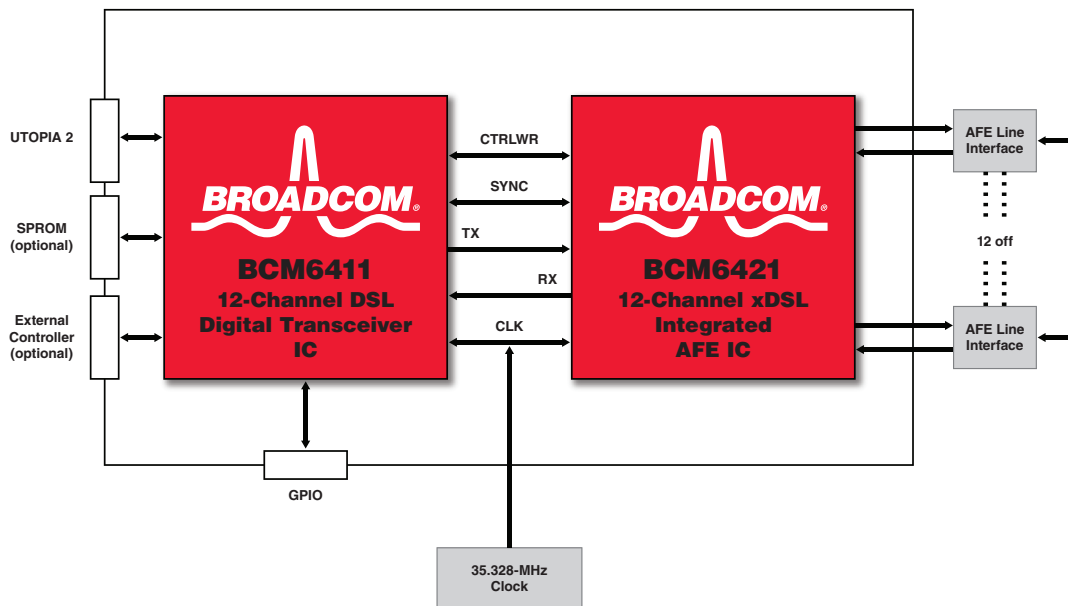 UTOPIA 2
SPROM
(optional)
External
Controller
(optional)
BROADCOM®
BCM6411
12-Channel DSL
Digital Transceiver
IC
CTRLWR
SYNC
TX
RX
CLK
BROADCOM®
BCM6421
12-Channel xDSL
Integrated
AFE IC
AFE Line
Interface
12 off
AFE Line
Interface
GPIO
35.328-MHz
Clock